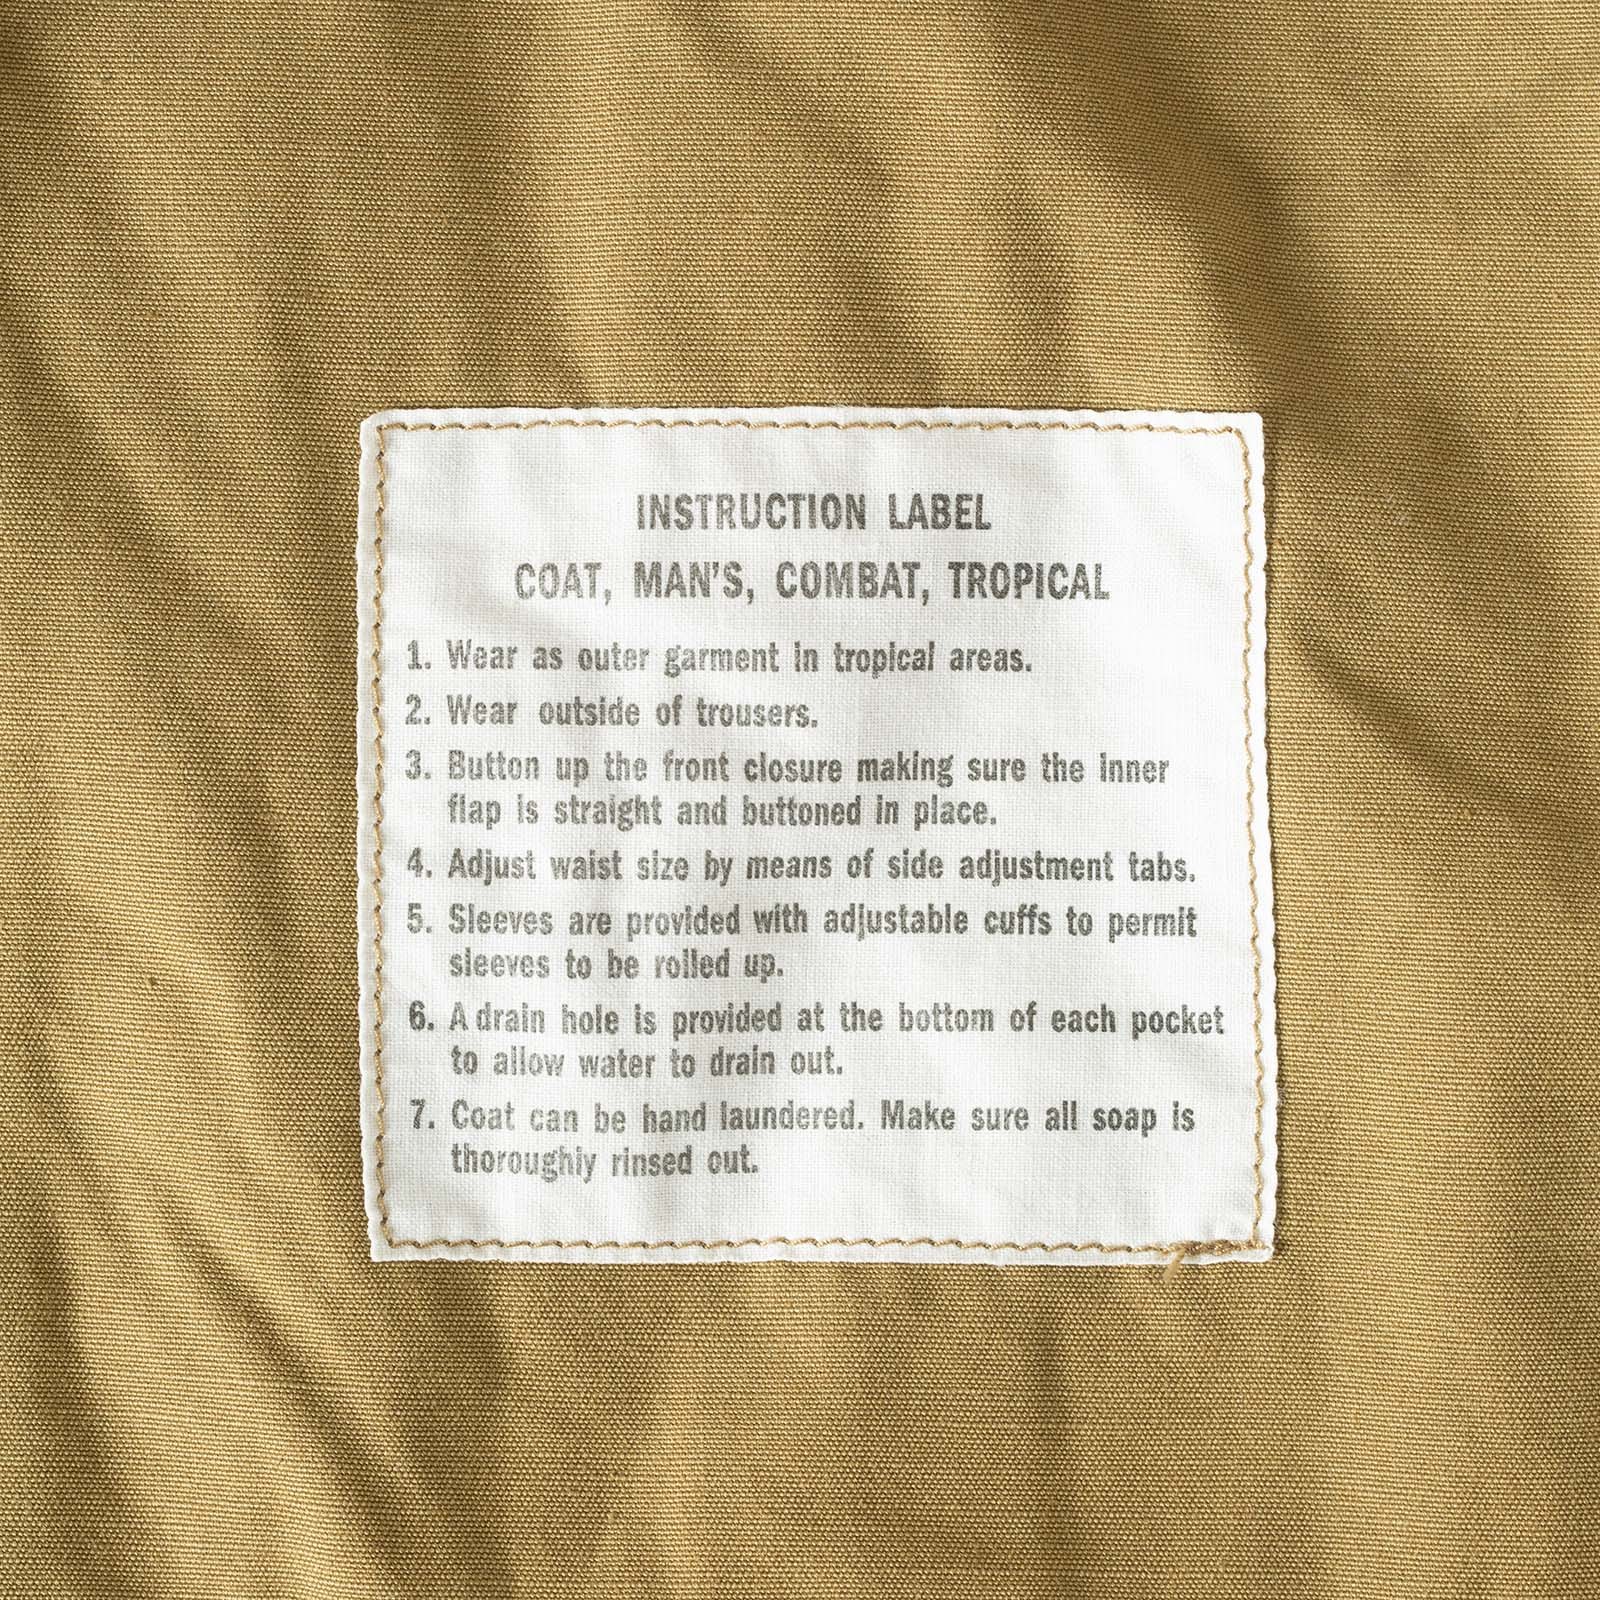 INSTRUCTION LABEL
COAT, MAN'S, COMBAT, TROPICAL
1. Wear as outer garment in tropical areas.
2. Wear outside of trousers.
3. Button up the front closure making sure the inner
flap is straight and buttoned in place.
4. Adjust waist size by means of side adjustment tabs.
5. Sleeves are provided with adjustable cuffs to permit
sleeves to be rolled up.
6. A drain hole is provided at the bottom of each pocket
to allow water to drain out.
7. Coat can be hand laundered. Make sure all soap is
thoroughly rinsed out.